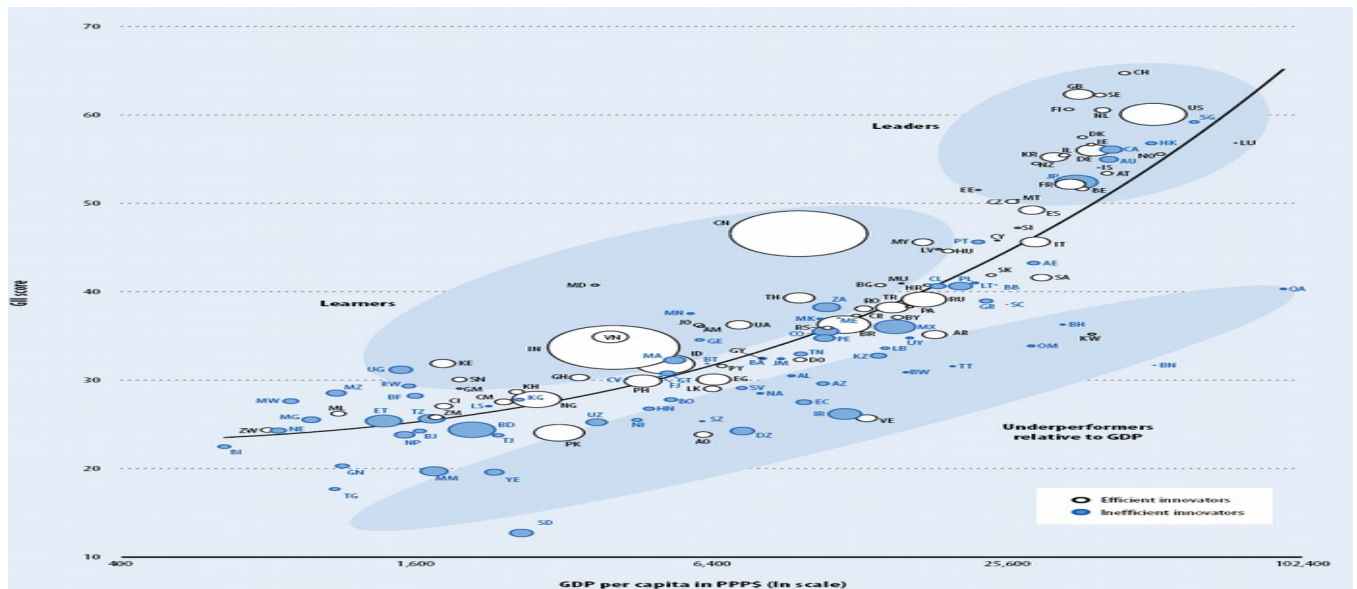 70
60
50
40
30
20
10
GII score
400
1,600
6,400
25,600
102,400
GDP per capita in PPP$ (ln scale)
Leaders
Learners
Underperformers
relative to GDP
Efficient innovators
Inefficient innovators
CH
GB
SE
FI
NL
US
SG
DK
IE
HK
LU
KR
IL
DE
CA
NO
NZ
AU
IS
JP
AT
FR
BE
EE
CZ
MT
ES
CN
SI
MY
PT
CY
IT
LV
HU
AE
SK
SA
MD
BG
MU
HR
CL
PL
LT
BB
QA
TH
ZA
RO
TR
RU
GR
SC
MN
MK
ME
CR
BY
PA
JO
AM
UA
RS
CO
BR
MX
AR
BH
KW
VN
GE
PE
UY
OM
IN
MA
ID
GY
TN
LB
KE
BT
BA
JM
DO
KZ
UG
PY
TT
BN
SN
GH
CV
GT
AL
BW
RW
GM
FJ
PH
EG
AZ
MZ
BF
KH
LK
SV
NA
MW
CI
CM
KG
LS
NG
BO
EC
ML
HN
IR
MG
ET
TZ
ZM
UZ
NI
SZ
VE
ZW
NE
NP
BJ
BD
TJ
PK
AO
DZ
BI
GN
MM
YE
TG
SD